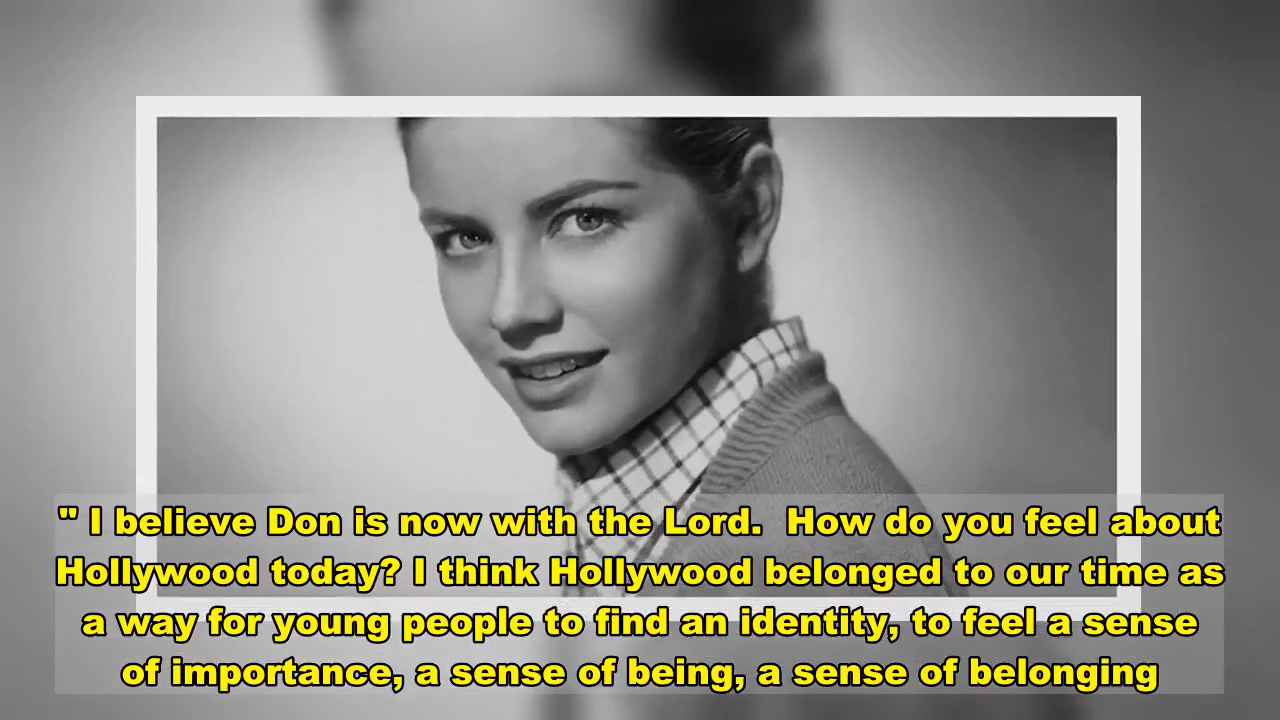 " I believe Don is now with the Lord.  How do you feel about
Hollywood today? I think Hollywood belonged to our time as
a way for young people to find an identity, to feel a sense
of importance, a sense of being, a sense of belonging